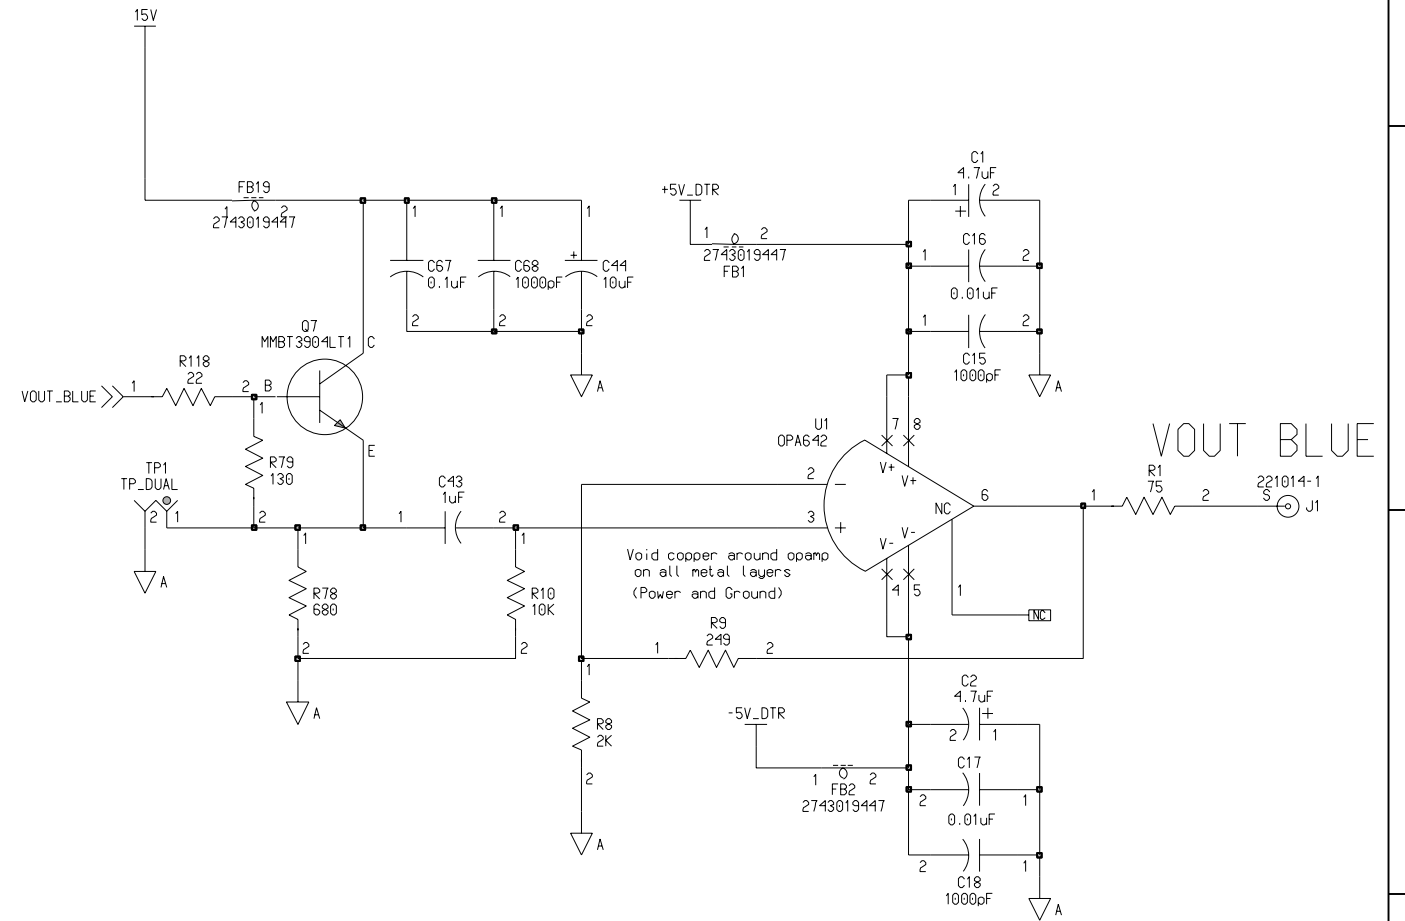 15V
FB19
1 2
2743019447
1
1
1
C67
0.1uF
C68
1000pF
+
C44
10uF
2
2
2
A
Q7
MMBT3904LT1
C
B
E
VOUT_BLUE
1
R118
22
2
1
R79
130
2
TP1
TP_DUAL
2
1
A
C43
1uF
1
2
1
R78
680
2
A
1
R10
10K
2
+5V_DTR
1
2
2743019447
FB1
C1
4.7uF
1 2
+
C16
1 2
0.01uF
1 2
C15
1000pF
A
U1
OPA642
7 8
V+ V+
2
−
3
+
NC
6
V- V-
4 5
1
NC
Void copper around opamp
on all metal layers
(Power and Ground)
R9
249
1
2
1
R8
2K
2
A
VOUT BLUE
1
R1
75
2
221014-1
S
J1
-5V_DTR
1 2
FB2
2743019447
C2
4.7uF
+
2 1
C17
2 1
0.01uF
2 1
C18
1000pF
A